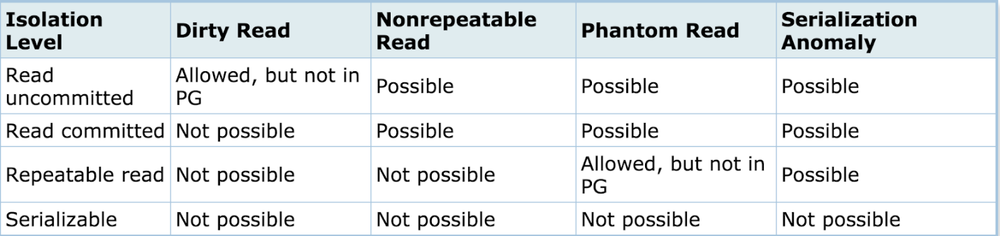 Isolation Level
Dirty Read
Nonrepeatable Read
Phantom Read
Serialization Anomaly
Read uncommitted
Allowed, but not in PG
Possible
Possible
Possible
Read committed
Not possible
Possible
Possible
Possible
Repeatable read
Not possible
Not possible
Allowed, but not in PG
Possible
Serializable
Not possible
Not possible
Not possible
Not possible